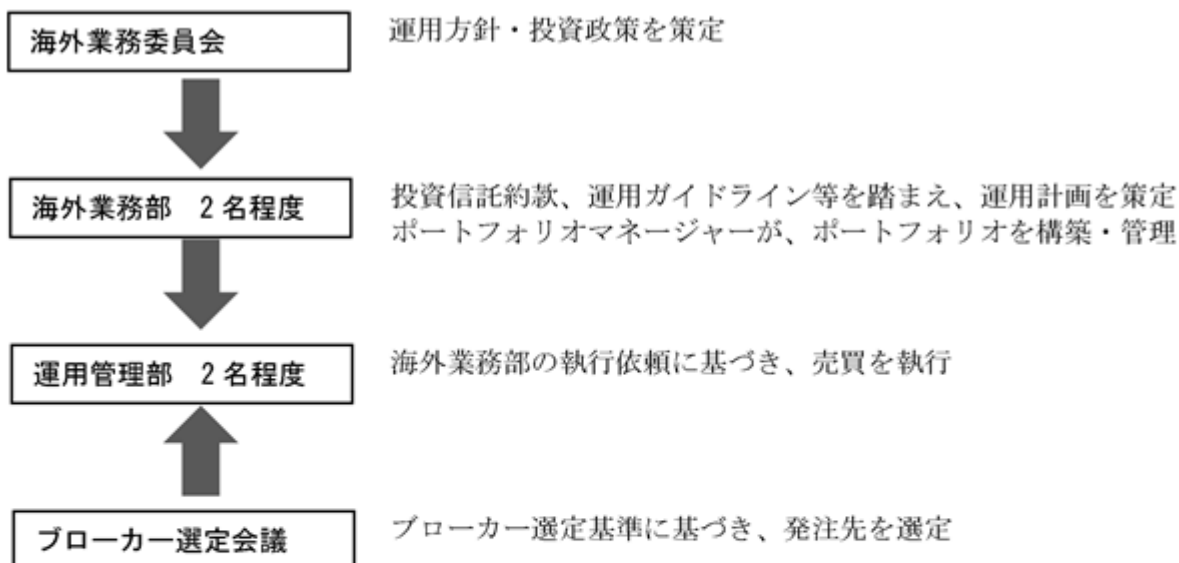 海外業務委員会
運用方針・投資政策を策定
海外業務部 2名程度
投資信託約款、運用ガイドライン等を踏まえ、運用計画を策定
ポートフォリオマネージャーが、ポートフォリオを構築・管理
運用管理部 2名程度
海外業務部の執行依頼に基づき、売買を執行
ブローカー選定会議
ブローカー選定基準に基づき、発注先を選定